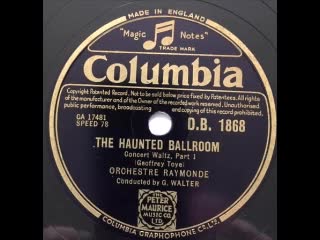 MADE IN ENGLAND
"Magic Notes"
TRADE MARK
Columbia
Copyright Patented Record. Not to be sold below price fixed by Patentees. All rights
of the manufacturer and of the Owner of the recorded work reserved. Unauthorised
public performance, broadcasting and copying of this record prohibited.
CA 17481
SPEED 78
D.B. 1868
THE HAUNTED BALLROOM
Concert Waltz, Part 1
(Geoffrey Toye)
ORCHESTRE RAYMONDE
Conducted by G. WALTER
THE
PETER
MAURICE
MUSIC CO
LTD.
COLUMBIA GRAPHOPHONE CO., LTD.